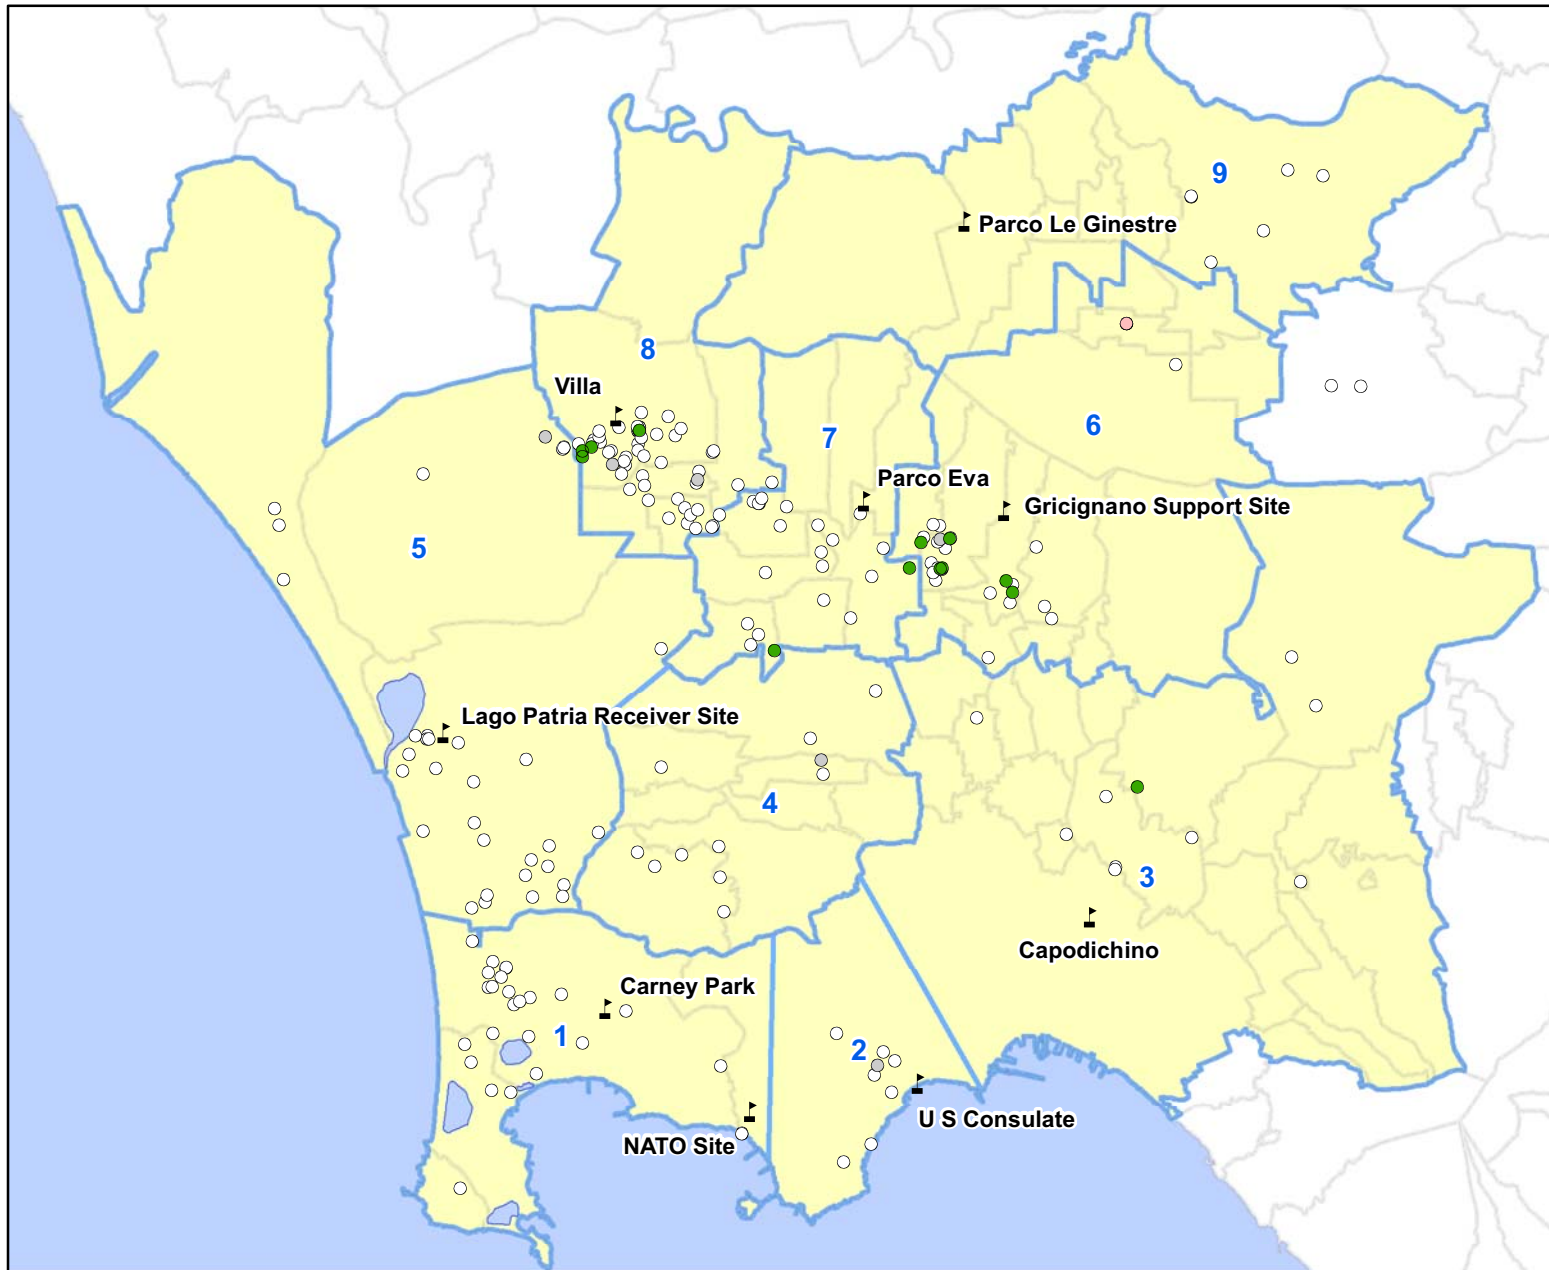 9
Parco Le Ginestre
8
Villa
7
6
Parco Eva
Gricignano Support Site
5
Lago Patria Receiver Site
4
3
Capodichino
Carney Park
1
2
U S Consulate
NATO Site